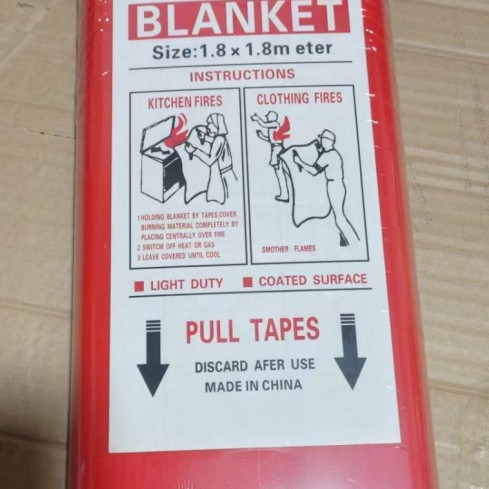 BLANKET
Size:1.8 x 1.8m eter
INSTRUCTIONS
KITCHEN FIRES
1 HOLDING BLANKET BY TAPES.COVER
BURNING MATERIAL COMPLETELY BY
PLACING CENTRALLY OVER FIRE
2 SWITCM OFF HEAT OR GAS
3 LEAVE COVERED UNTIL COOL
CLOTHING FIRES
SMOTHER FLAMES
LIGHT DUTY
COATED SURFACE
PULL TAPES
DISCARD AFER USE
MADE IN CHINA